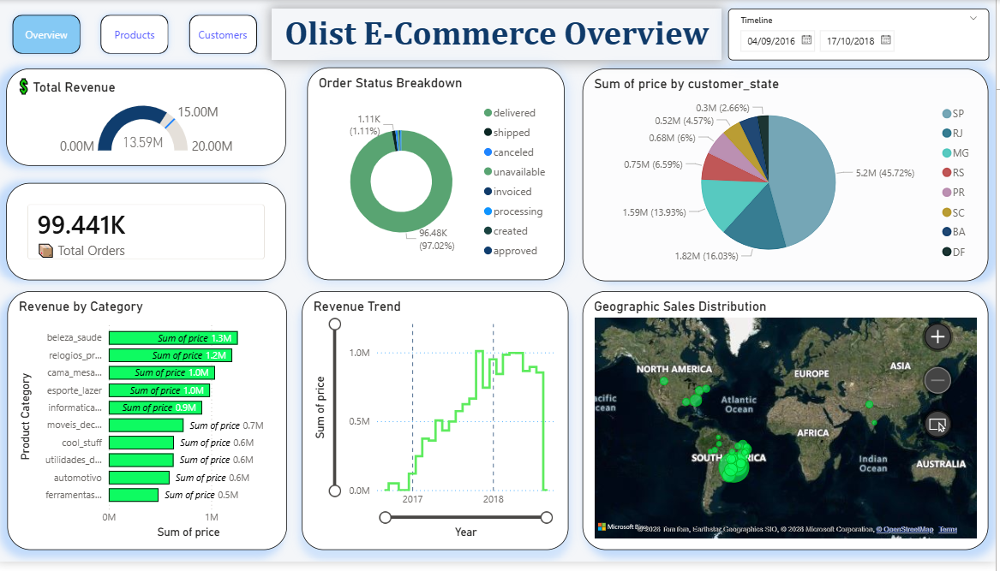 Overview
Products
Customers
Olist E-Commerce Overview
Timeline
04/09/2016
17/10/2018
Total Revenue
15.00M
13.59M
0.00M
20.00M
99.441K
Total Orders
Order Status Breakdown
1.11K
(1.11%)
96.48K
(97.02%)
delivered
shipped
canceled
unavailable
invoiced
processing
created
approved
Sum of price by customer_state
0.3M (2.66%)
0.52M (4.57%)
0.68M (6%)
0.75M (6.59%)
1.59M (13.93%)
1.82M (16.03%)
5.2M (45.72%)
SP
RJ
MG
RS
PR
SC
BA
DF
Revenue by Category
Product Category
beleza_saude Sum of price 1.3M
relogios_pr... Sum of price 1.2M
cama_mesa... Sum of price 1.0M
esporte_lazer Sum of price 1.0M
informatica... Sum of price 0.9M
moveis_dec... Sum of price 0.7M
cool_stuff Sum of price 0.6M
utilidades_d... Sum of price 0.6M
automotivo Sum of price 0.6M
ferramentas... Sum of price 0.5M
0M 1M
Sum of price
Revenue Trend
Sum of price
1.0M
0.5M
0.0M
2017 2018
Year
Geographic Sales Distribution
NORTH AMERICA
EUROPE
ASIA
cific
cean
Atlantic
Ocean
AFRICA
SOUTH RICA
Indian
Ocean
AUSTRALIA
Microsoft Bing
© 2026 TomTom, Earthstar Geographics SIO, © 2026 Microsoft Corporation, © OpenStreetMap Terms